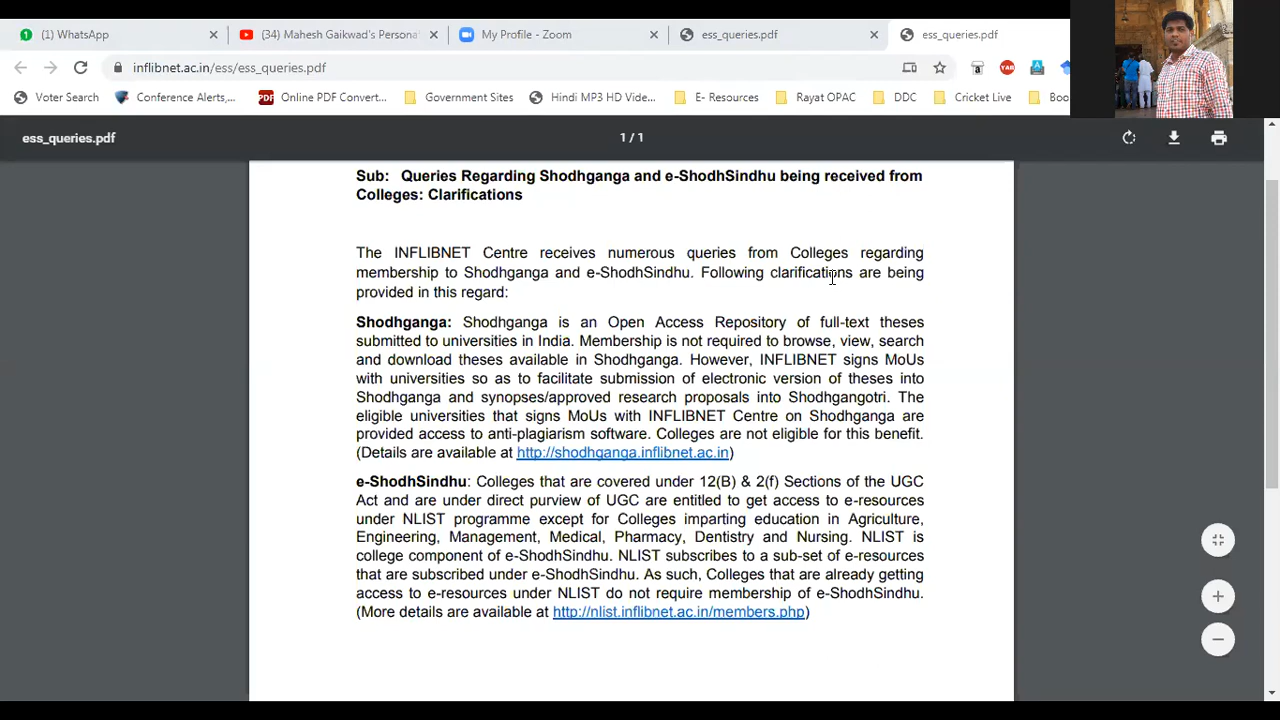 (1) WhatsApp
(34) Mahesh Gaikwad's Persona
My Profile - Zoom
ess_queries.pdf
ess_queries.pdf
inflibnet.ac.in/ess/ess_queries.pdf
Voter Search
Conference Alerts,...
Online PDF Convert...
Government Sites
Hindi MP3 HD Video...
E- Resources
Rayat OPAC
DDC
Cricket Live
Boo
ess_queries.pdf
1 / 1
Sub: Queries Regarding Shodhganga and e-ShodhSindhu being received from
Colleges: Clarifications
The INFLIBNET Centre receives numerous queries from Colleges regarding
membership to Shodhganga and e-ShodhSindhu. Following clarifications are being
provided in this regard:
Shodhganga: Shodhganga is an Open Access Repository of full-text theses
submitted to universities in India. Membership is not required to browse, view, search
and download theses available in Shodhganga. However, INFLIBNET signs MoUs
with universities so as to facilitate submission of electronic version of theses into
Shodhganga and synopses/approved research proposals into Shodhgangotri. The
eligible universities that signs MoUs with INFLIBNET Centre on Shodhganga are
provided access to anti-plagiarism software. Colleges are not eligible for this benefit.
(Details are available at http://shodhganga.inflibnet.ac.in)
e-ShodhSindhu: Colleges that are covered under 12(B) & 2(f) Sections of the UGC
Act and are under direct purview of UGC are entitled to get access to e-resources
under NLIST programme except for Colleges imparting education in Agriculture,
Engineering, Management, Medical, Pharmacy, Dentistry and Nursing. NLIST is
college component of e-ShodhSindhu. NLIST subscribes to a sub-set of e-resources
that are subscribed under e-ShodhSindhu. As such, Colleges that are already getting
access to e-resources under NLIST do not require membership of e-ShodhSindhu.
(More details are available at http://nlist.inflibnet.ac.in/members.php)